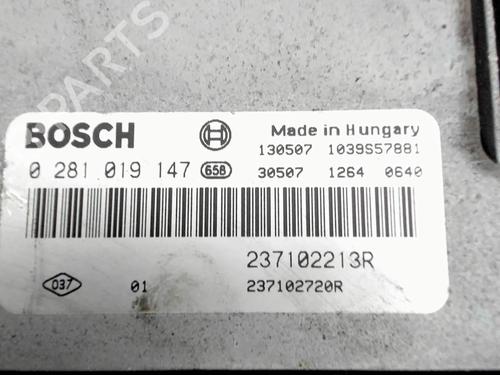 BOSCH
Made in Hungary
130507 1039S57881
0 281 019 147 658 30507 1264 0640
237102213R
037 01 237102720R
B-PARTS